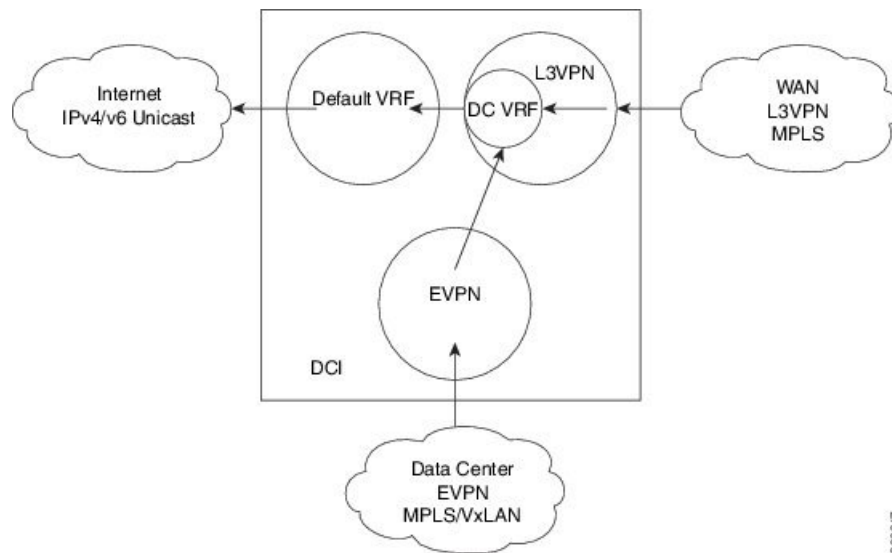 Internet
IPv4/v6 Unicast
Default VRF
L3VPN
DC VRF
WAN
L3VPN
MPLS
EVPN
DCI
Data Center
EVPN
MPLS/VxLAN